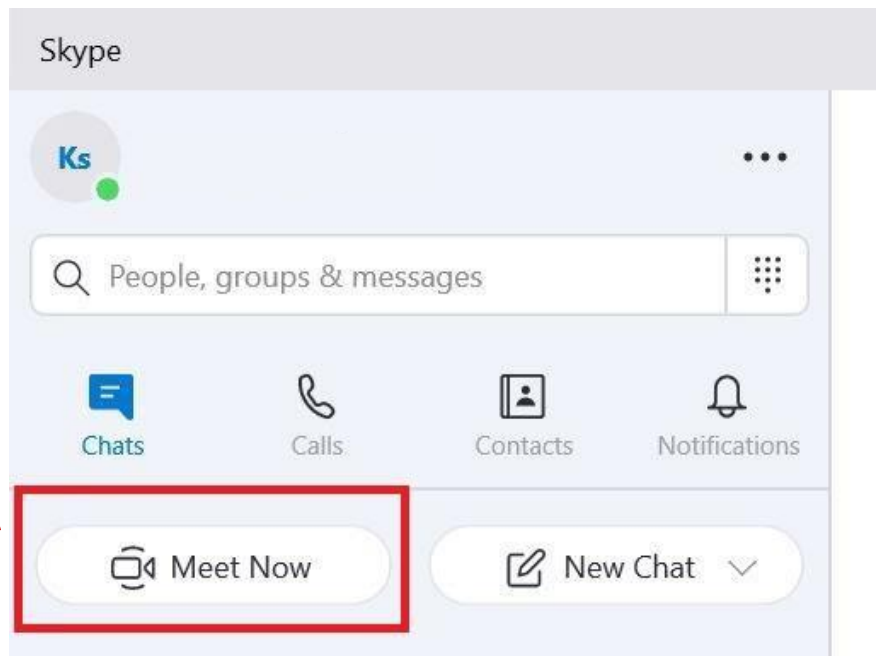 Skype
Ks
People, groups & messages
Chats Calls Contacts Notifications
Meet Now New Chat